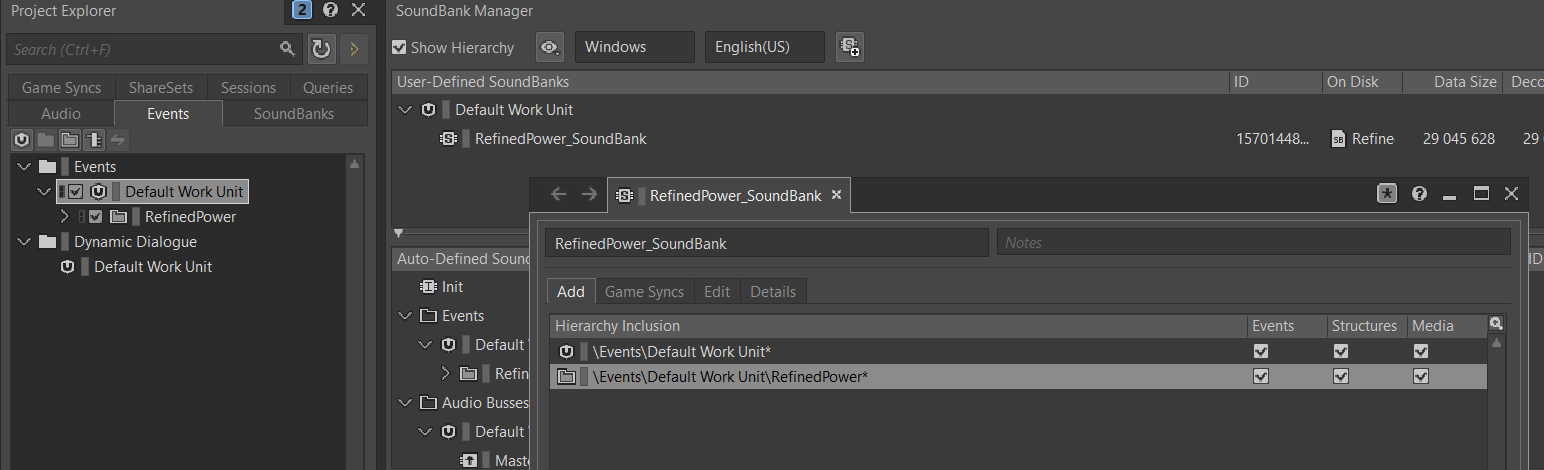 Project Explorer
2
Search (Ctrl+F)
Game Syncs ShareSets Sessions Queries
Audio Events SoundBanks
Events
Default Work Unit
RefinedPower
Dynamic Dialogue
Default Work Unit
SoundBank Manager
Show Hierarchy Windows English(US)
User-Defined SoundBanks ID On Disk Data Size Deco
Default Work Unit
RefinedPower_SoundBank 15701448... SB Refine 29 045 628 29
Auto-Defined Soun ID
Init
Events
Default
Refin
Audio Busses
Default
Maste
RefinedPower_SoundBank
RefinedPower_SoundBank Notes
Add Game Syncs Edit Details
Hierarchy Inclusion Events Structures Media
\Events\Default Work Unit*
\Events\Default Work Unit\RefinedPower*